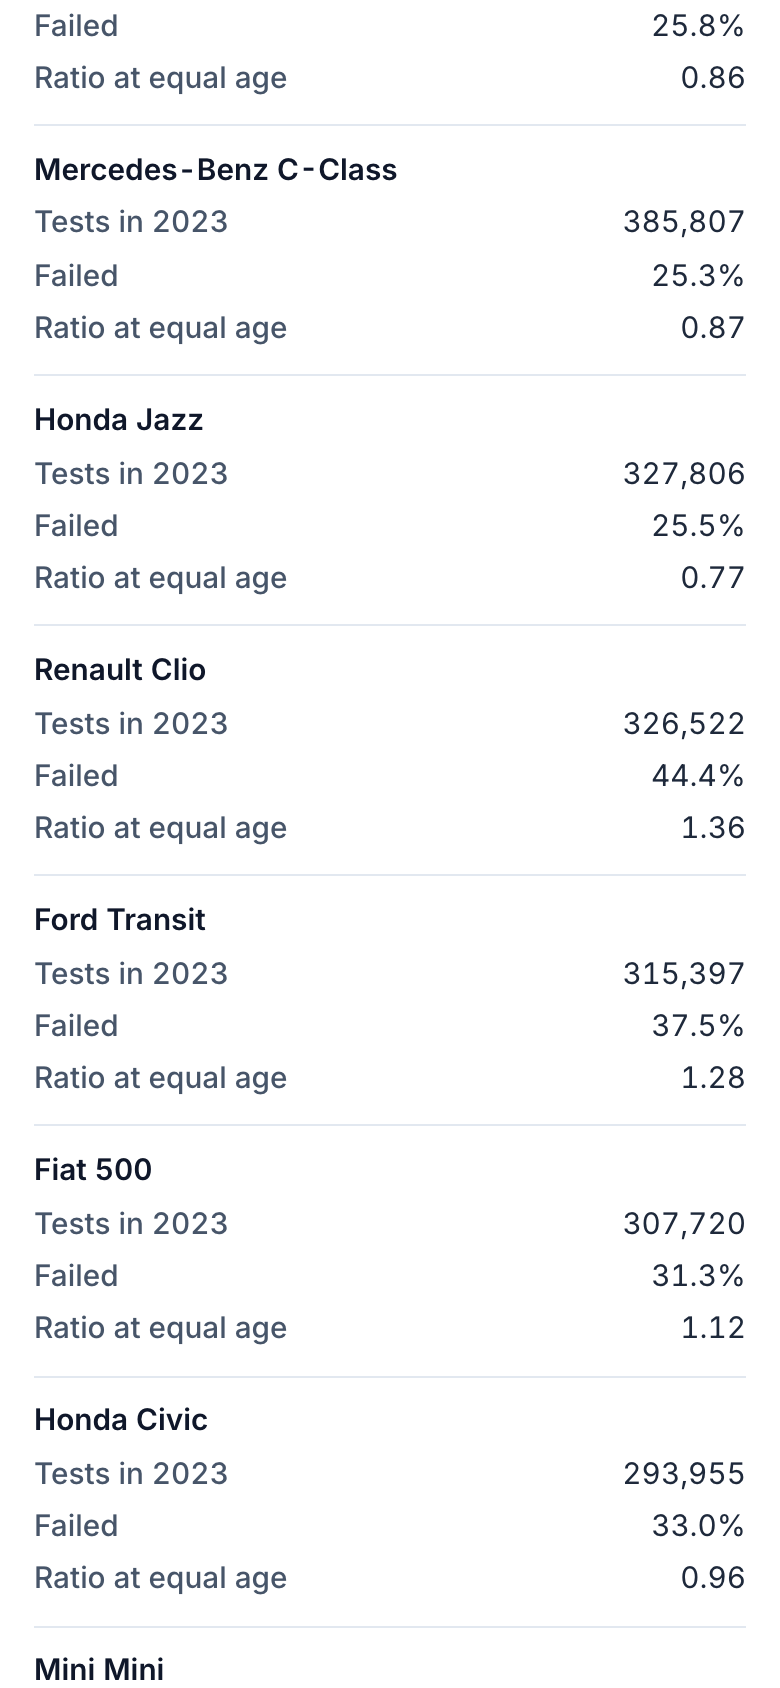 Failed 25.8%
Ratio at equal age 0.86
Mercedes-Benz C-Class
Tests in 2023 385,807
Failed 25.3%
Ratio at equal age 0.87
Honda Jazz
Tests in 2023 327,806
Failed 25.5%
Ratio at equal age 0.77
Renault Clio
Tests in 2023 326,522
Failed 44.4%
Ratio at equal age 1.36
Ford Transit
Tests in 2023 315,397
Failed 37.5%
Ratio at equal age 1.28
Fiat 500
Tests in 2023 307,720
Failed 31.3%
Ratio at equal age 1.12
Honda Civic
Tests in 2023 293,955
Failed 33.0%
Ratio at equal age 0.96
Mini Mini